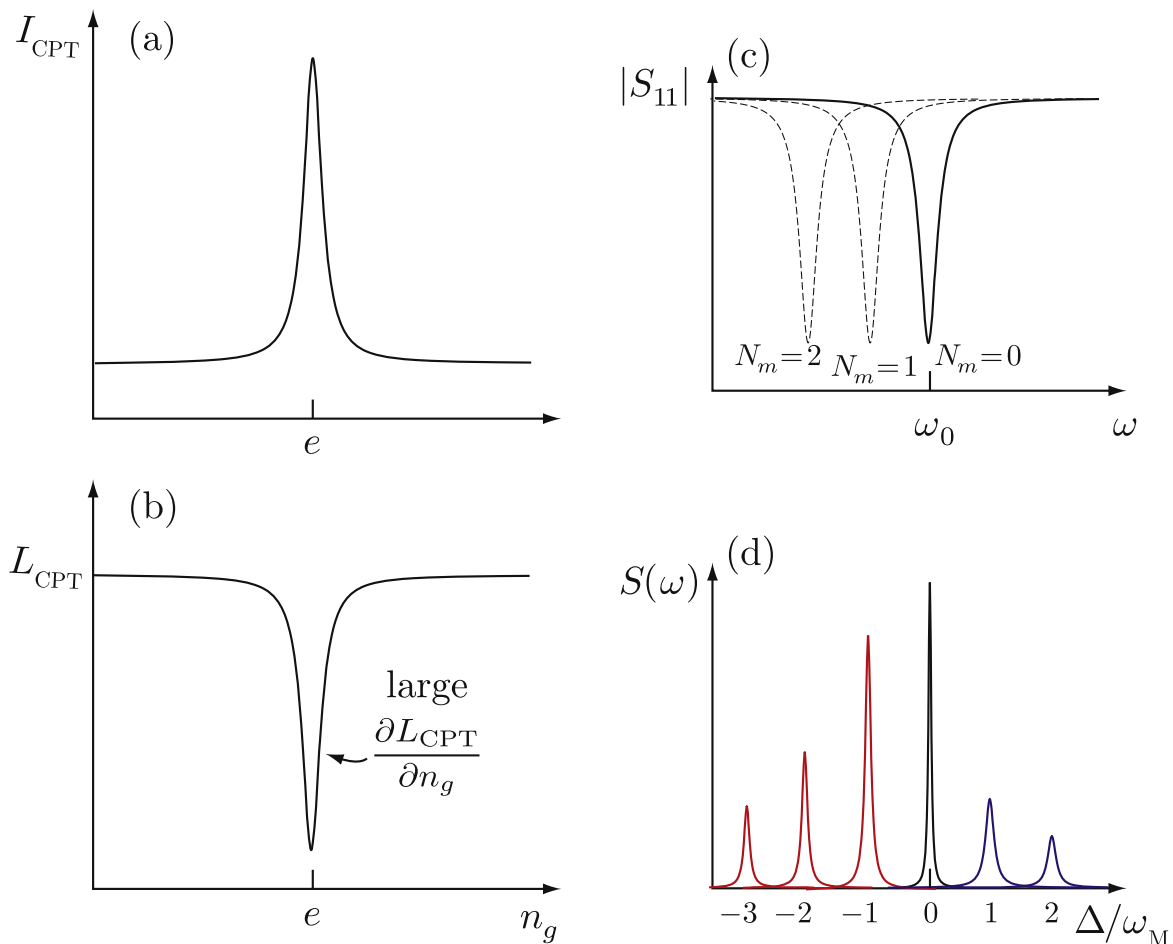 (a)
I_CPT
e
(b)
L_CPT
large
∂L_CPT
∂n_g
e
n_g
(c)
|S_11|
N_m=2
N_m=1
N_m=0
ω_0
ω
(d)
S(ω)
−3 −2 −1 0 1 2 Δ/ω_M